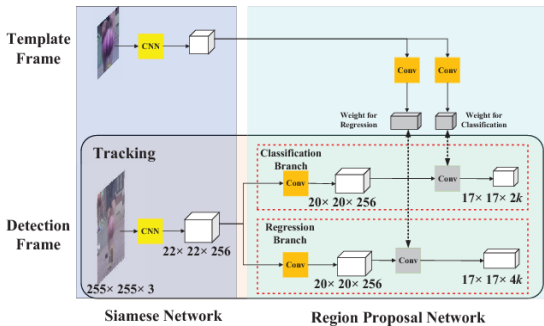 Template
Frame
CNN
Conv
Conv
Weight for
Regression
Weight for
Classification
Tracking
Classification
Branch
Conv
20× 20× 256
Conv
17× 17× 2k
Detection
Frame
CNN
22× 22× 256
Regression
Branch
Conv
20× 20× 256
Conv
17× 17× 4k
255× 255× 3
Siamese Network
Region Proposal Network